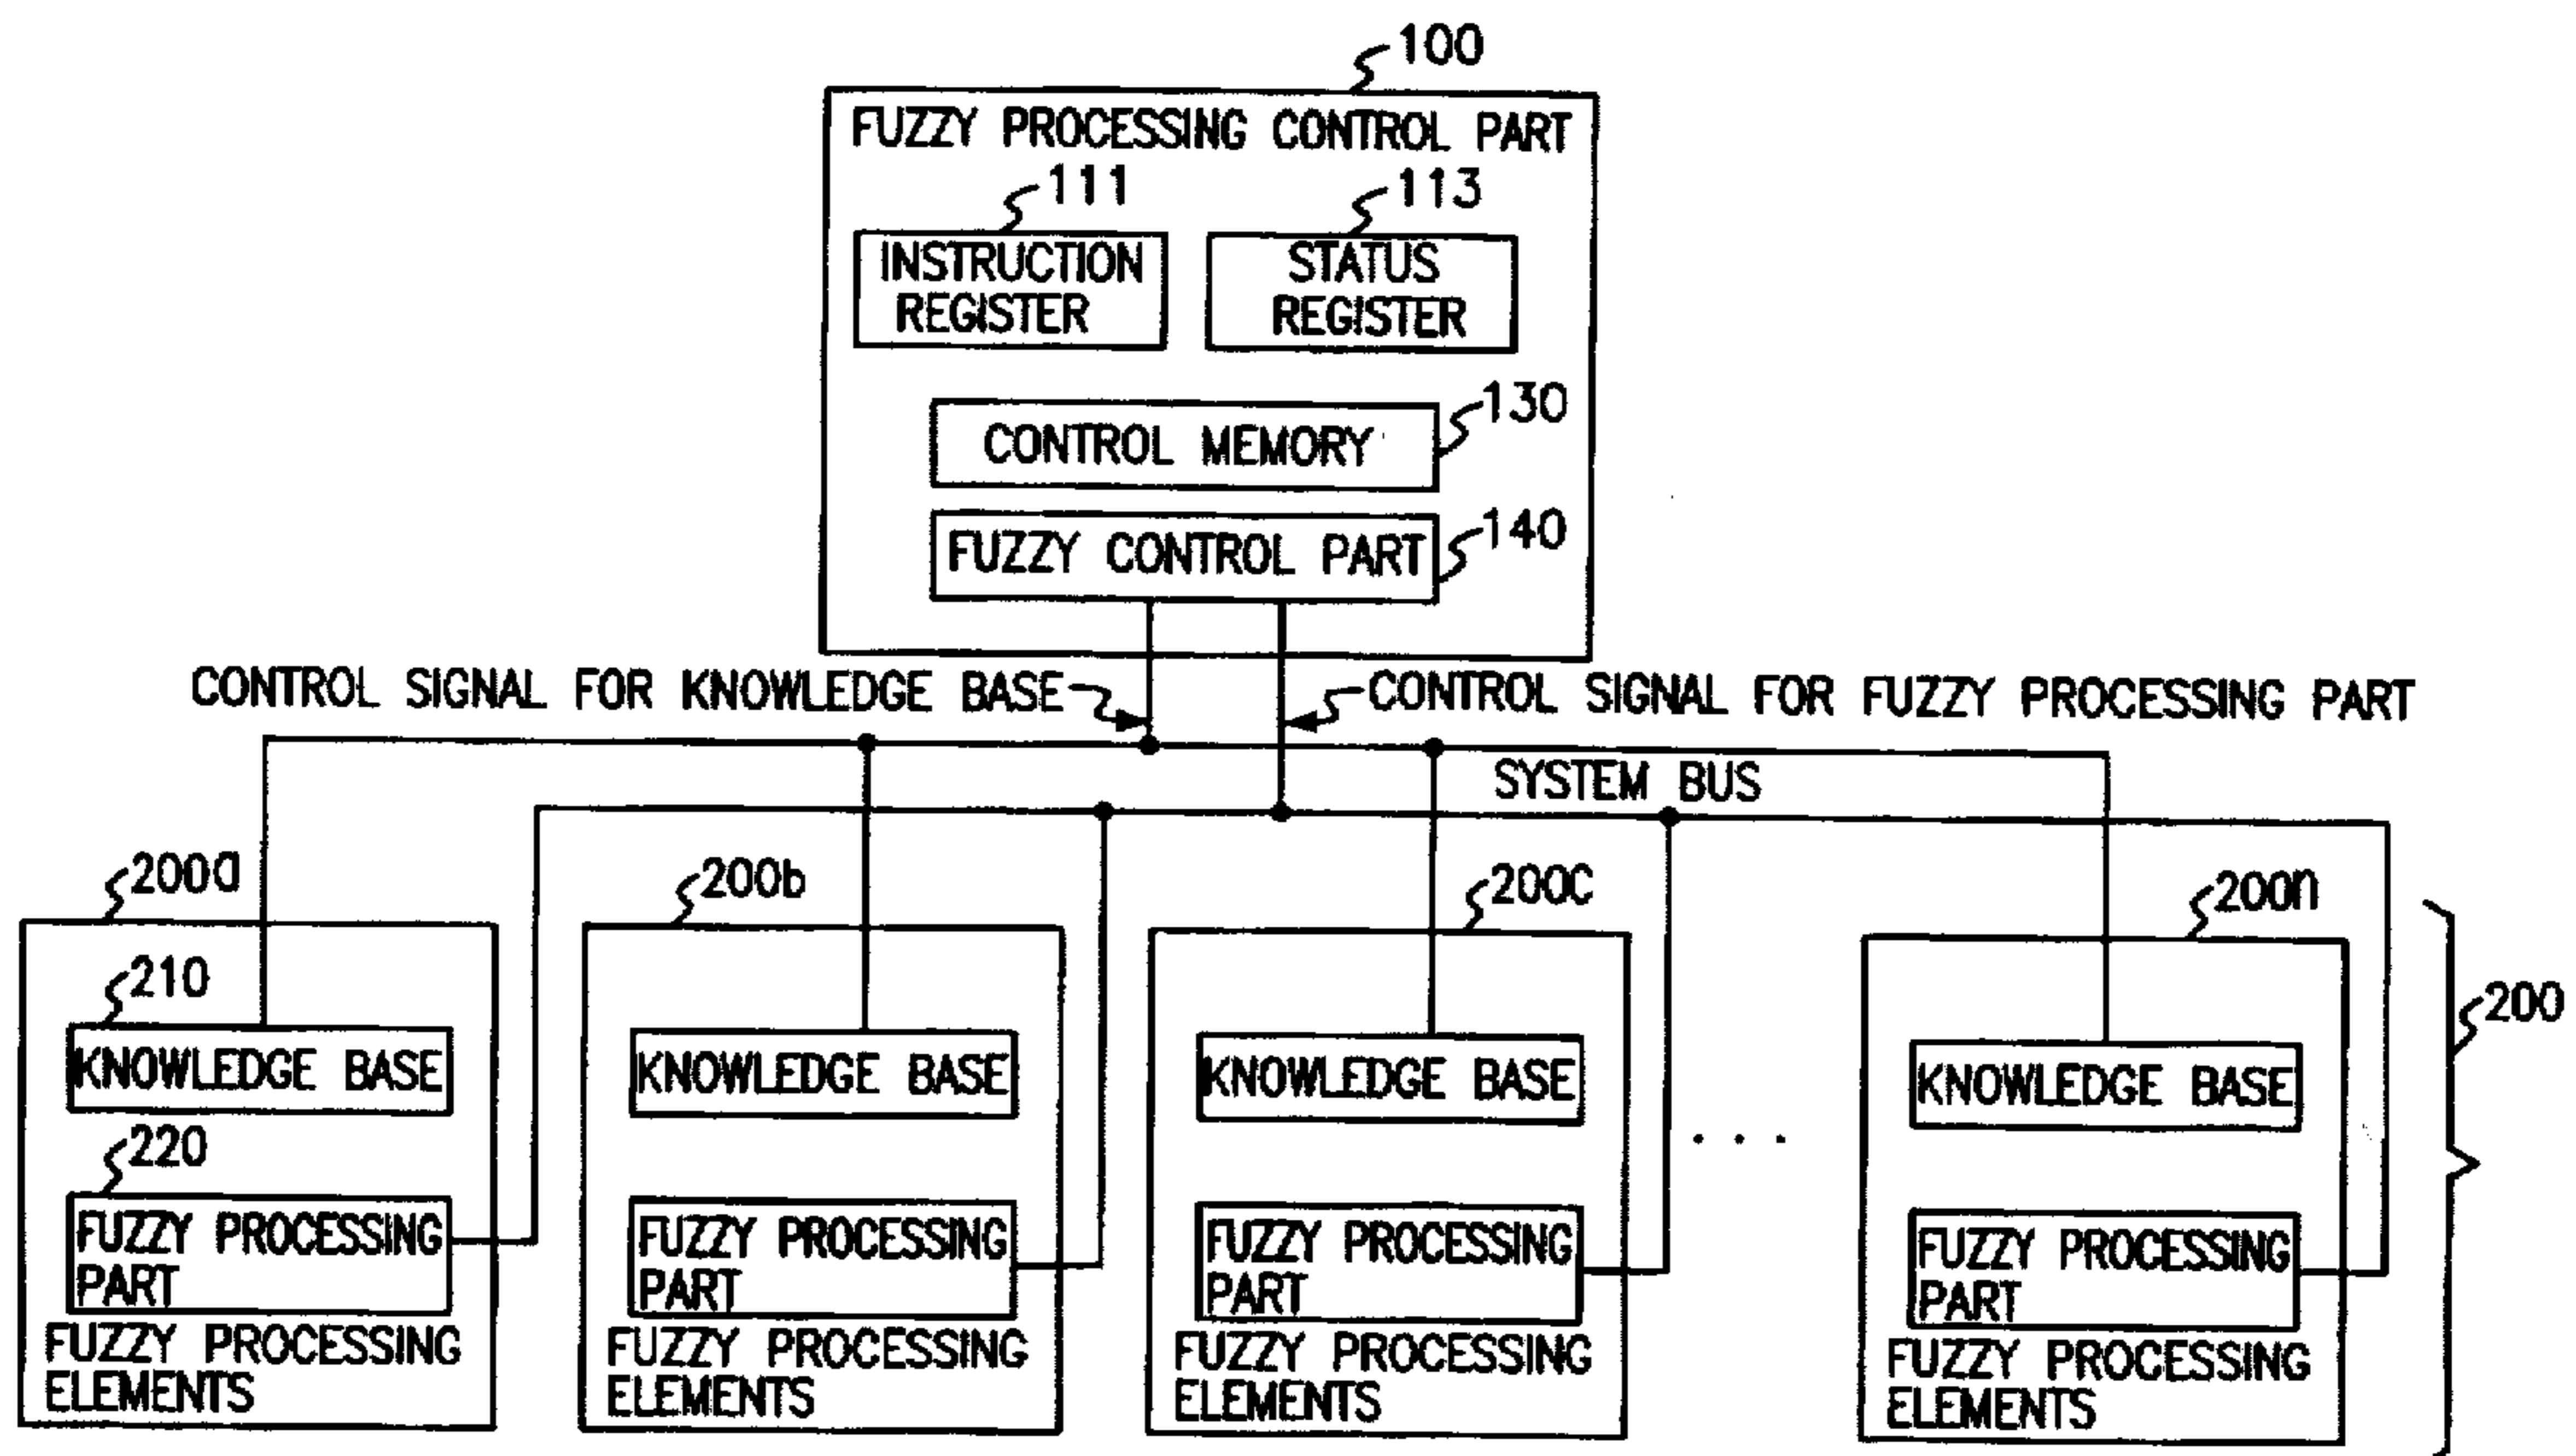 100
FUZZY PROCESSING CONTROL PART
111
113
INSTRUCTION
REGISTER
STATUS
REGISTER
130
CONTROL MEMORY
140
FUZZY CONTROL PART
CONTROL SIGNAL FOR KNOWLEDGE BASE
CONTROL SIGNAL FOR FUZZY PROCESSING PART
SYSTEM BUS
200a
200b
200c
200n
200
210
KNOWLEDGE BASE
KNOWLEDGE BASE
KNOWLEDGE BASE
KNOWLEDGE BASE
. . .
220
FUZZY PROCESSING
PART
FUZZY PROCESSING
PART
FUZZY PROCESSING
PART
FUZZY PROCESSING
PART
FUZZY PROCESSING
ELEMENTS
FUZZY PROCESSING
ELEMENTS
FUZZY PROCESSING
ELEMENTS
FUZZY PROCESSING
ELEMENTS